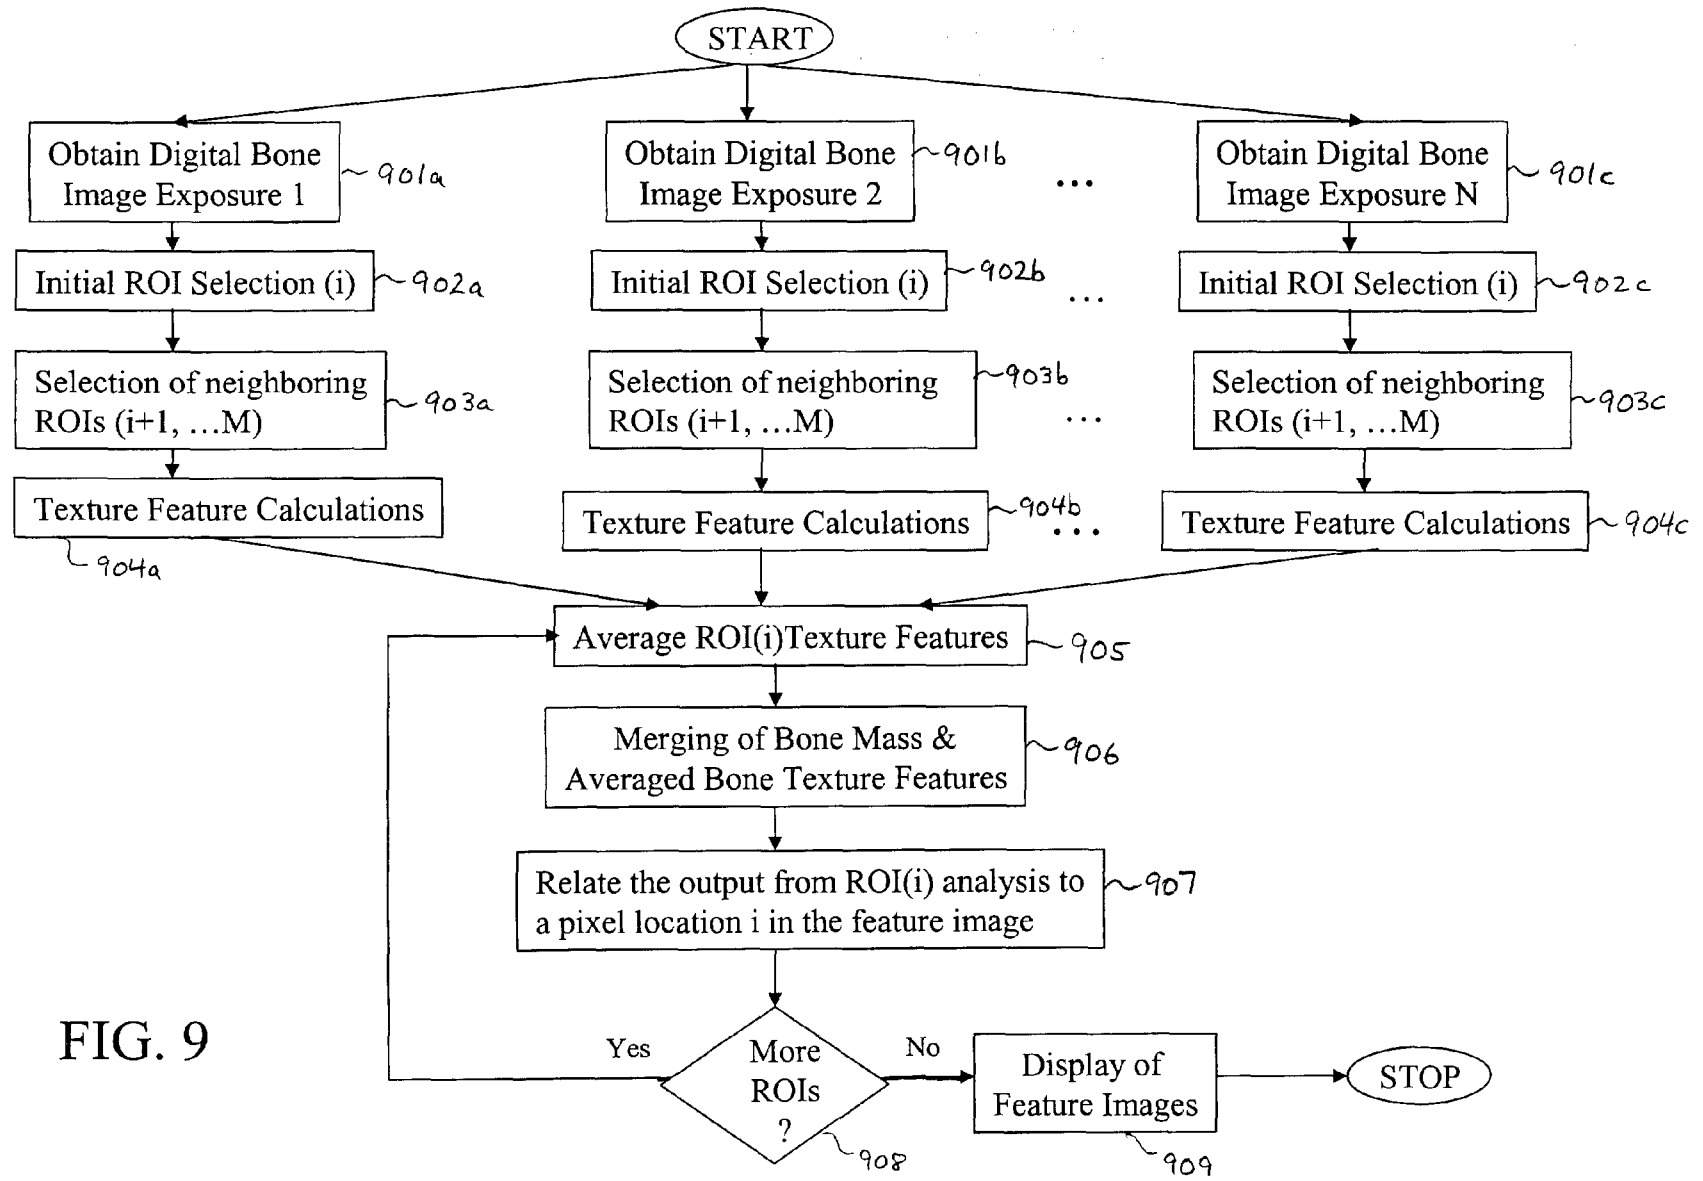 START
Obtain Digital Bone
Image Exposure 1
901a
Obtain Digital Bone
Image Exposure 2
901b
...
Obtain Digital Bone
Image Exposure N
901c
Initial ROI Selection (i)
902a
Initial ROI Selection (i)
902b
...
Initial ROI Selection (i)
902c
Selection of neighboring
ROIs (i+1, ...M)
903a
Selection of neighboring
ROIs (i+1, ...M)
903b
...
Selection of neighboring
ROIs (i+1, ...M)
903c
Texture Feature Calculations
904a
Texture Feature Calculations
904b
...
Texture Feature Calculations
904c
Average ROI(i)Texture Features
905
Merging of Bone Mass &
Averaged Bone Texture Features
906
Relate the output from ROI(i) analysis to
a pixel location i in the feature image
907
FIG. 9
Yes
More
ROIs
?
908
No
Display of
Feature Images
909
STOP